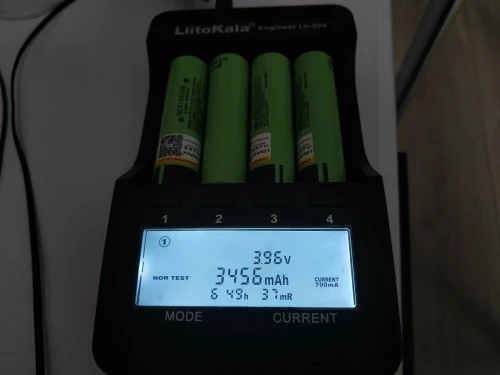 LiitoKala Engineer Lii-500
1 2 3 4
1
3.96v
NOR TEST 3456mAh CURRENT 700mA
6 49h 37mR
MODE CURRENT